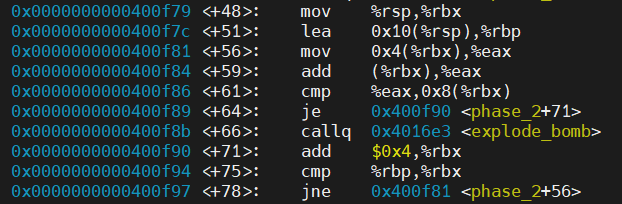 0x0000000000400f79 <+48>: mov %rsp,%rbx
0x0000000000400f7c <+51>: lea 0x10(%rsp),%rbp
0x0000000000400f81 <+56>: mov 0x4(%rbx),%eax
0x0000000000400f84 <+59>: add (%rbx),%eax
0x0000000000400f86 <+61>: cmp %eax,0x8(%rbx)
0x0000000000400f89 <+64>: je 0x400f90 <phase_2+71>
0x0000000000400f8b <+66>: callq 0x4016e3 <explode_bomb>
0x0000000000400f90 <+71>: add $0x4,%rbx
0x0000000000400f94 <+75>: cmp %rbp,%rbx
0x0000000000400f97 <+78>: jne 0x400f81 <phase_2+56>